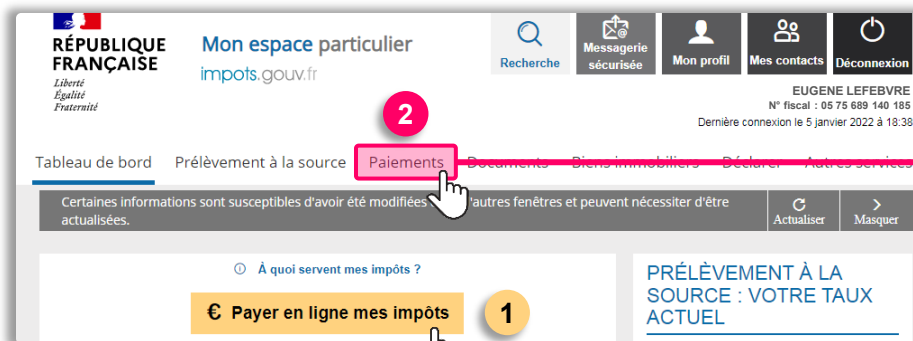 RÉPUBLIQUE
FRANÇAISE
Liberté
Égalité
Fraternité
Mon espace particulier
impots.gouv.fr
Recherche
Messagerie
sécurisée
Mon profil
Mes contacts
Déconnexion
EUGENE LEFEBVRE
N° fiscal : 05 75 689 140 185
Dernière connexion le 5 janvier 2022 à 18:38
2
Tableau de bord Prélèvement à la source Paiements Documents Biens immobiliers Déclarer Autres services
Certaines informations sont susceptibles d'avoir été modifiées d'autres fenêtres et peuvent nécessiter d'être
actualisées.
Actualiser
Masquer
À quoi servent mes impôts ?
€ Payer en ligne mes impôts
1
PRÉLÈVEMENT À LA
SOURCE : VOTRE TAUX
ACTUEL